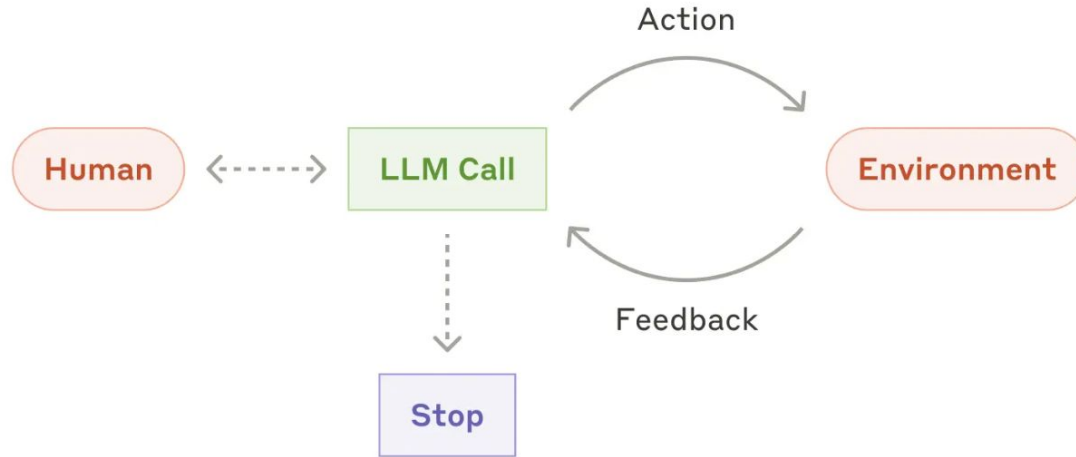 Action
Human
LLM Call
Environment
Feedback
Stop